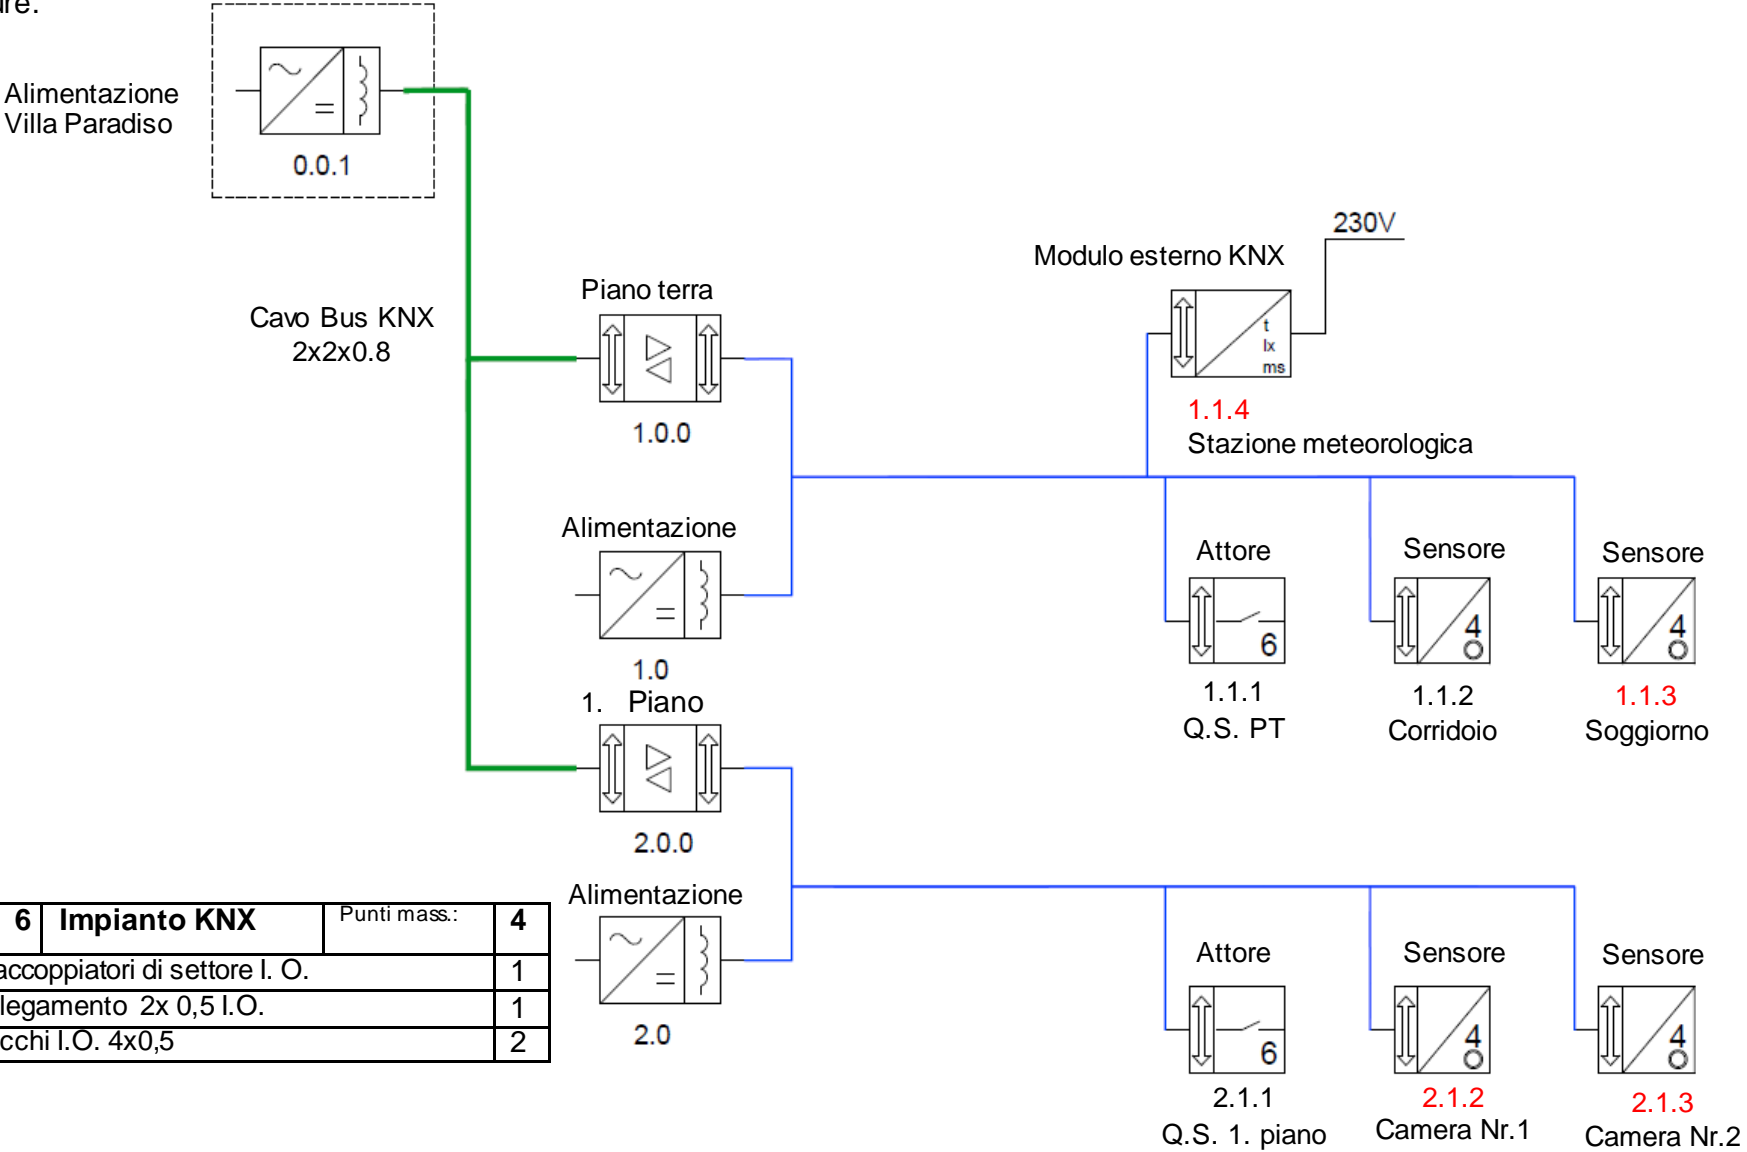 Alimentazione
Villa Paradiso
0.0.1
Cavo Bus KNX
2x2x0.8
Piano terra
1.0.0
Alimentazione
1.0
1. Piano
2.0.0
Alimentazione
2.0
230V
Modulo esterno KNX
t
lx
ms
1.1.4
Stazione meteorologica
Attore
6
1.1.1
Q.S. PT
Sensore
4
1.1.2
Corridoio
Sensore
4
1.1.3
Soggiorno
Attore
6
2.1.1
Q.S. 1. piano
Sensore
4
2.1.2
Camera Nr.1
Sensore
4
2.1.3
Camera Nr.2
6 Impianto KNX Punti mass.: 4
accoppiatori di settore I. O. 1
legamento 2x 0,5 I.O. 1
cchi I.O. 4x0,5 2